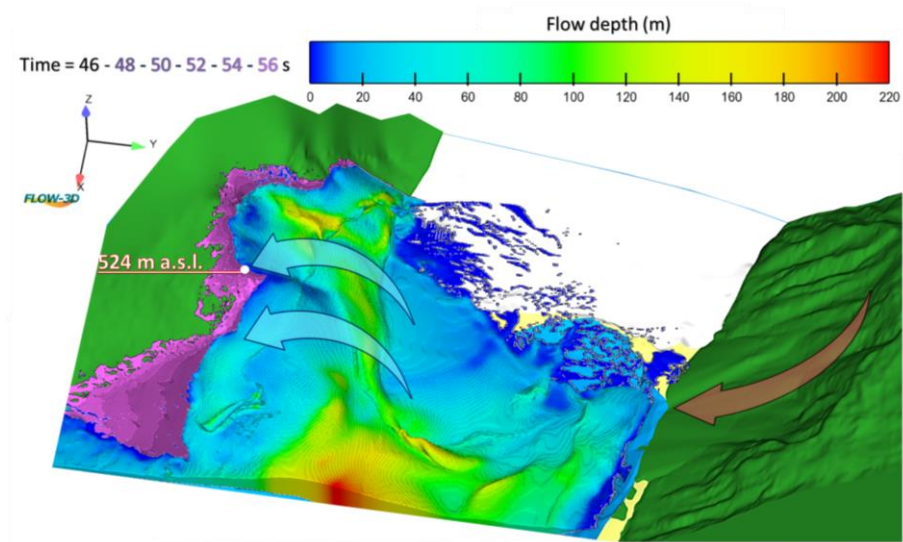 Flow depth (m)
Time = 46 - 48 - 50 - 52 - 54 - 56 s
0 20 40 60 80 100 120 140 160 180 200 220
Z
Y
X
FLOW-3D
524 m a.s.l.